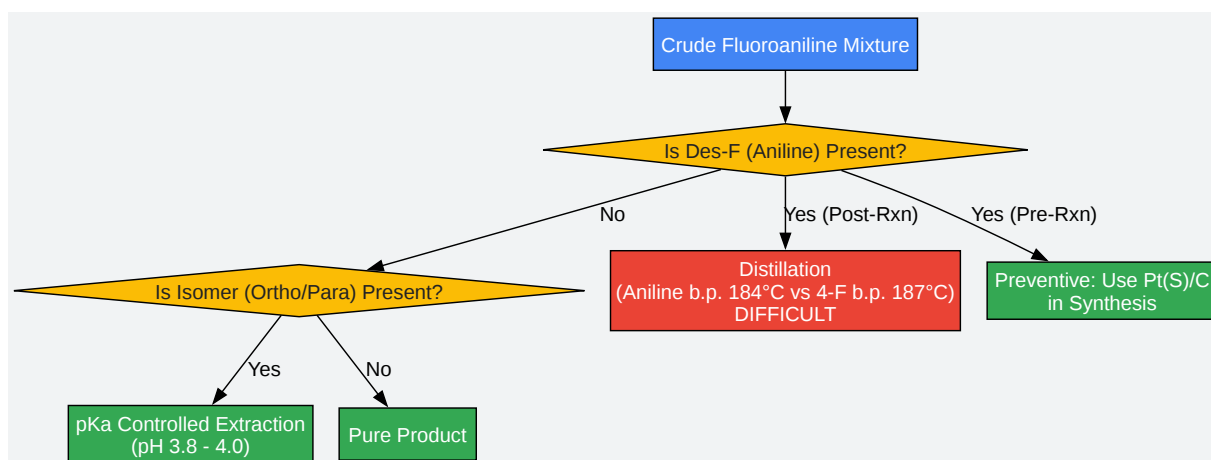 Crude Fluoroaniline Mixture
Is Des-F (Aniline) Present?
No
Yes (Post-Rxn)
Yes (Pre-Rxn)
Is Isomer (Ortho/Para) Present?
Distillation
(Aniline b.p. 184°C vs 4-F b.p. 187°C)
DIFFICULT
Preventive: Use Pt(S)/C
in Synthesis
Yes
No
pKa Controlled Extraction
(pH 3.8 - 4.0)
Pure Product